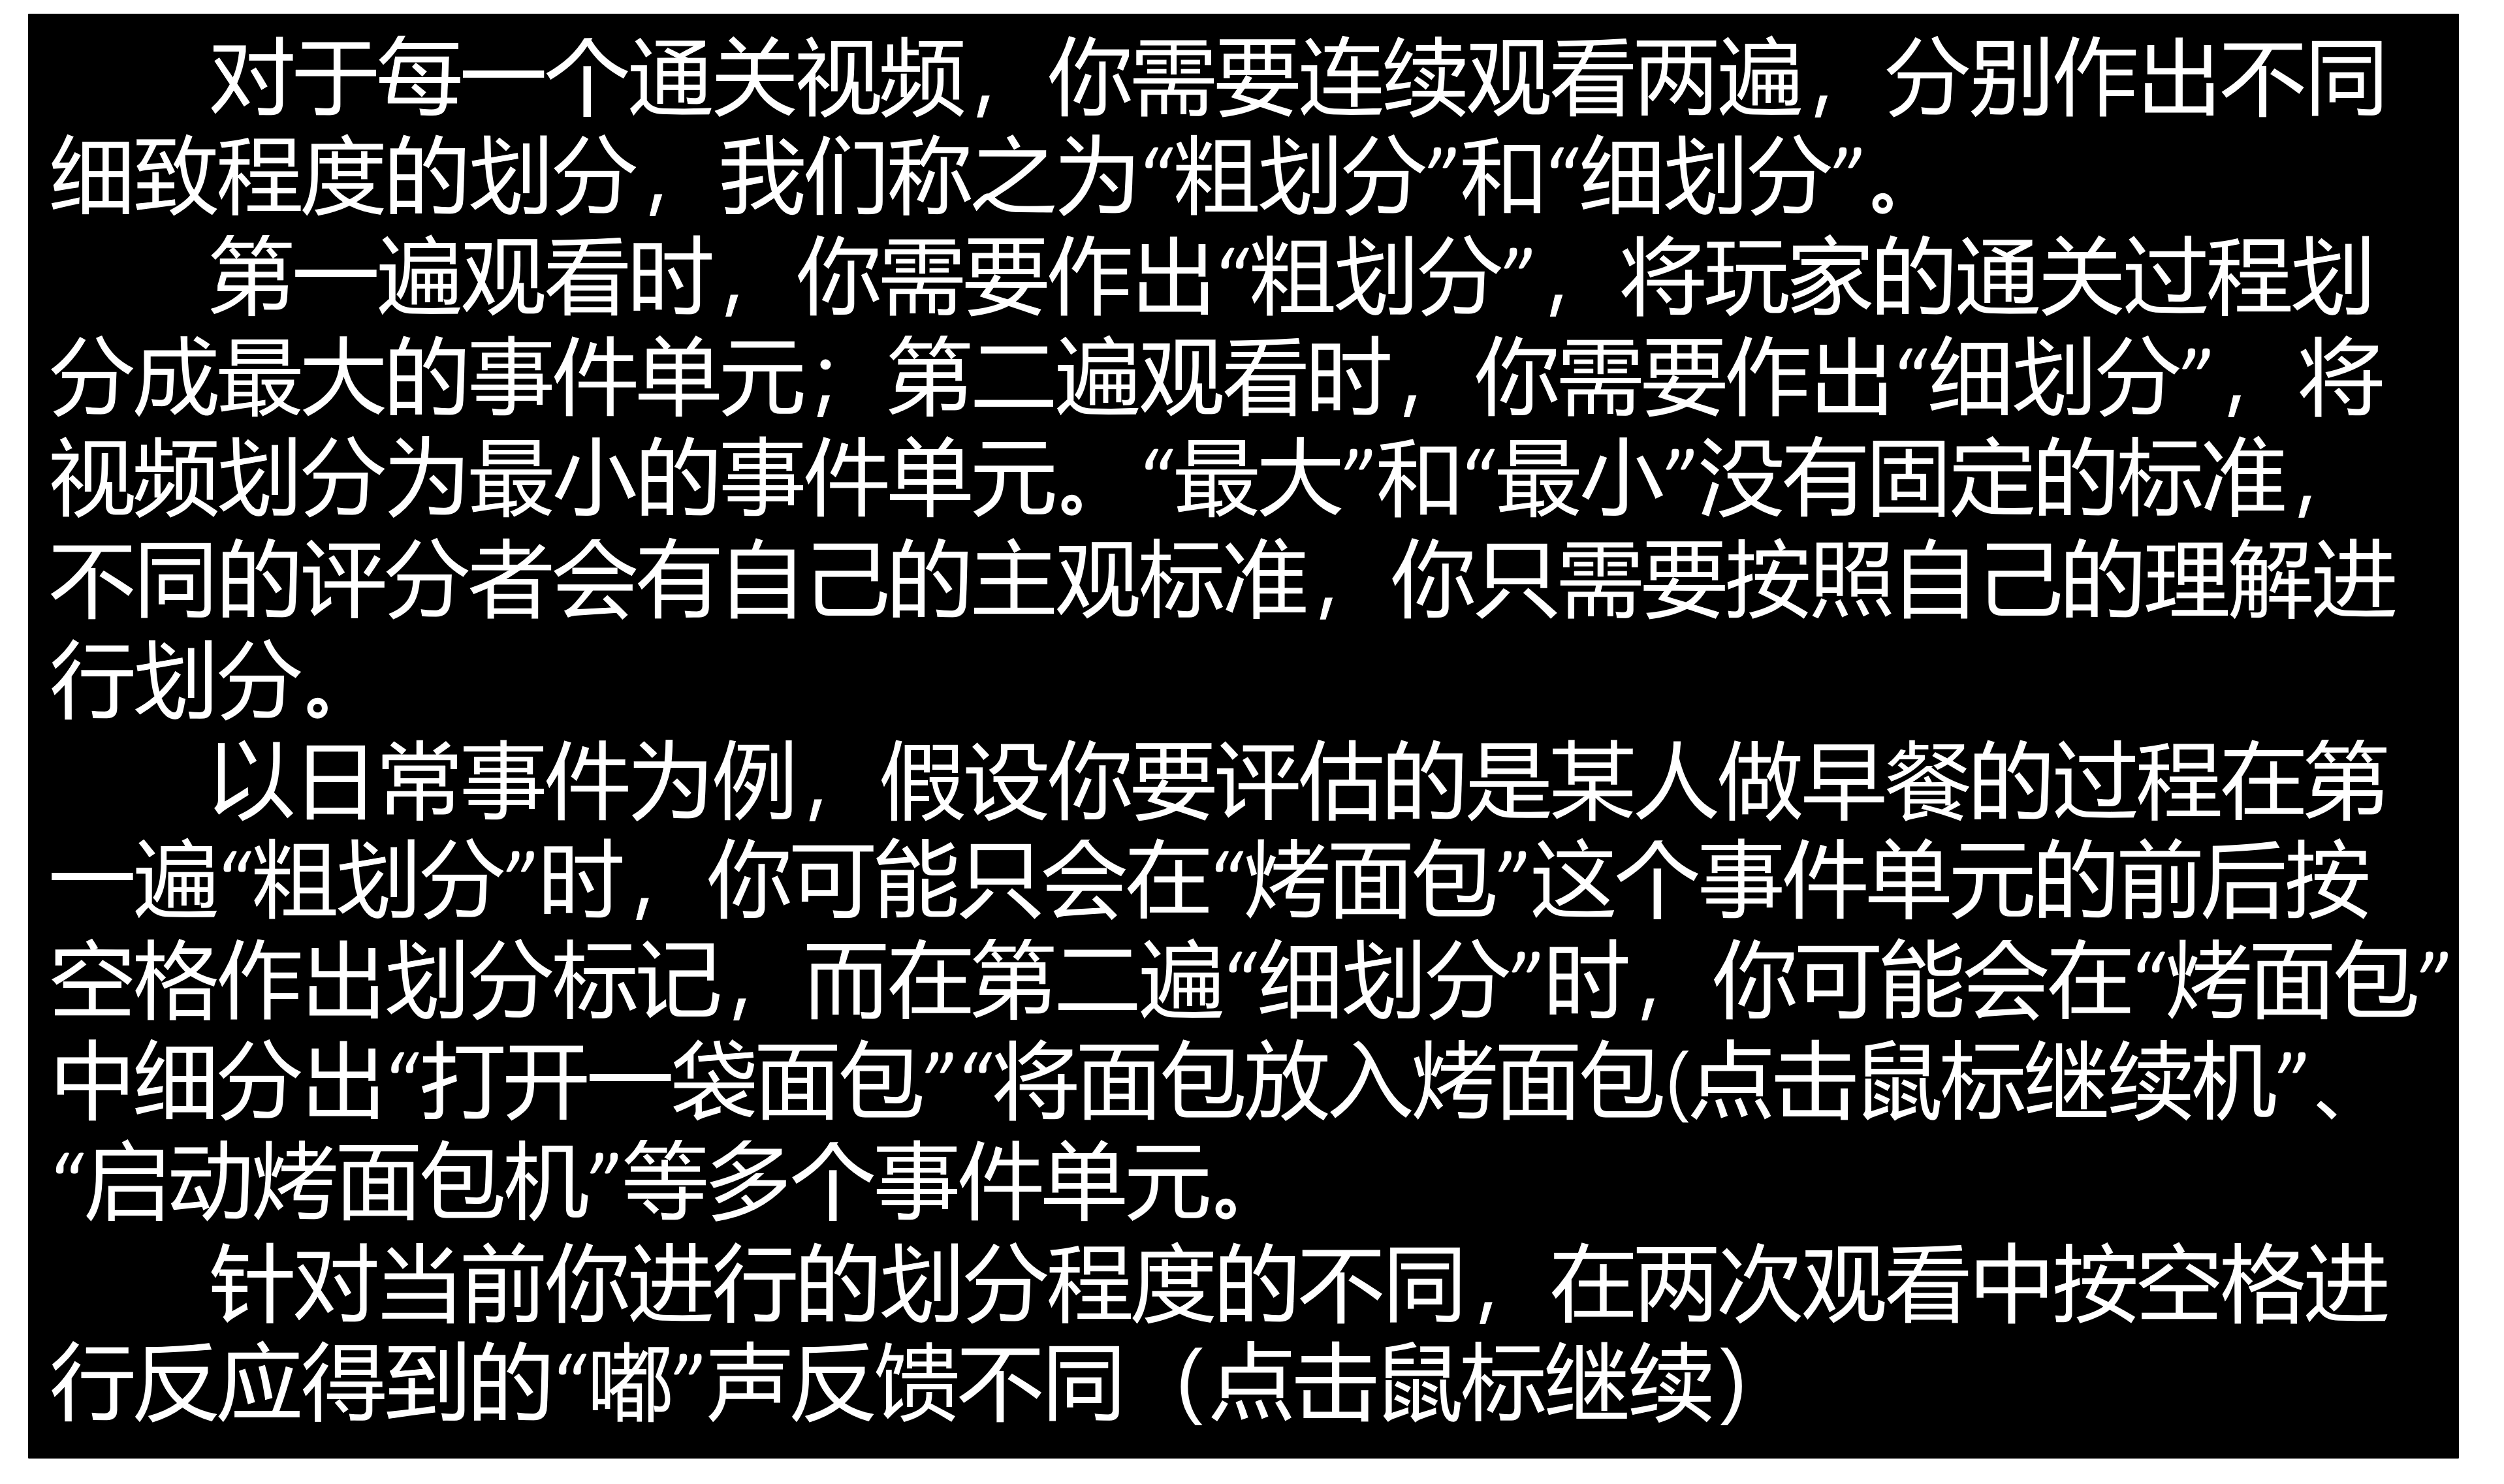 对于每一个通关视频，你需要连续观看两遍，分别作出不同
细致程度的划分，我们称之为“粗划分”和“细划分”。
第一遍观看时，你需要作出“粗划分”，将玩家的通关过程划
分成最大的事件单元；第二遍观看时，你需要作出“细划分”，将
视频划分为最小的事件单元。“最大”和“最小”没有固定的标准，
不同的评分者会有自己的主观标准，你只需要按照自己的理解进
行划分。
以日常事件为例，假设你要评估的是某人做早餐的过程在第
一遍“粗划分”时，你可能只会在“烤面包”这个事件单元的前后按
空格作出划分标记，而在第二遍“细划分”时，你可能会在“烤面包”
中细分出“打开一袋面包”“将面包放入烤面包(点击鼠标继续机”、
“启动烤面包机”等多个事件单元。
针对当前你进行的划分程度的不同，在两次观看中按空格进
行反应得到的“嘟”声反馈不同（点击鼠标继续）